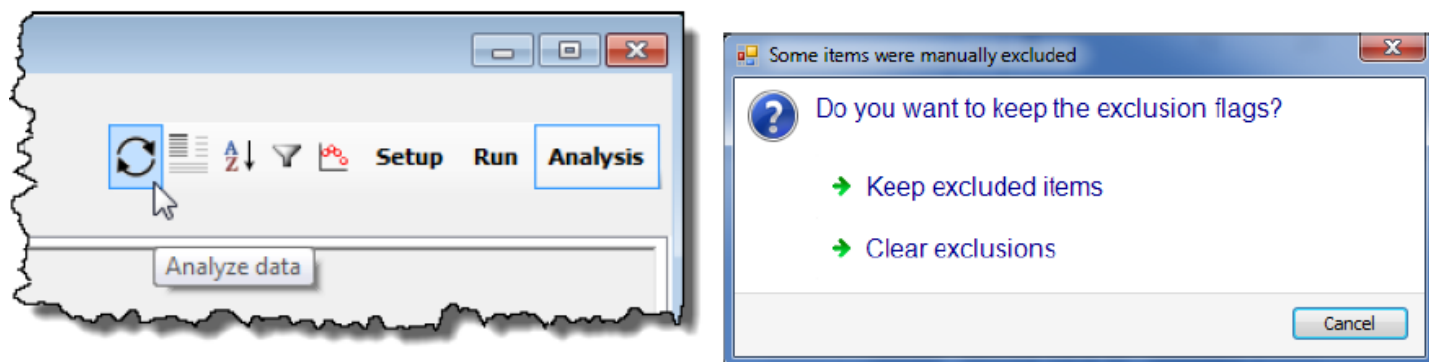 A
Z
Setup
Run
Analysis
Analyze data
Some items were manually excluded
?
Do you want to keep the exclusion flags?
Keep excluded items
Clear exclusions
Cancel